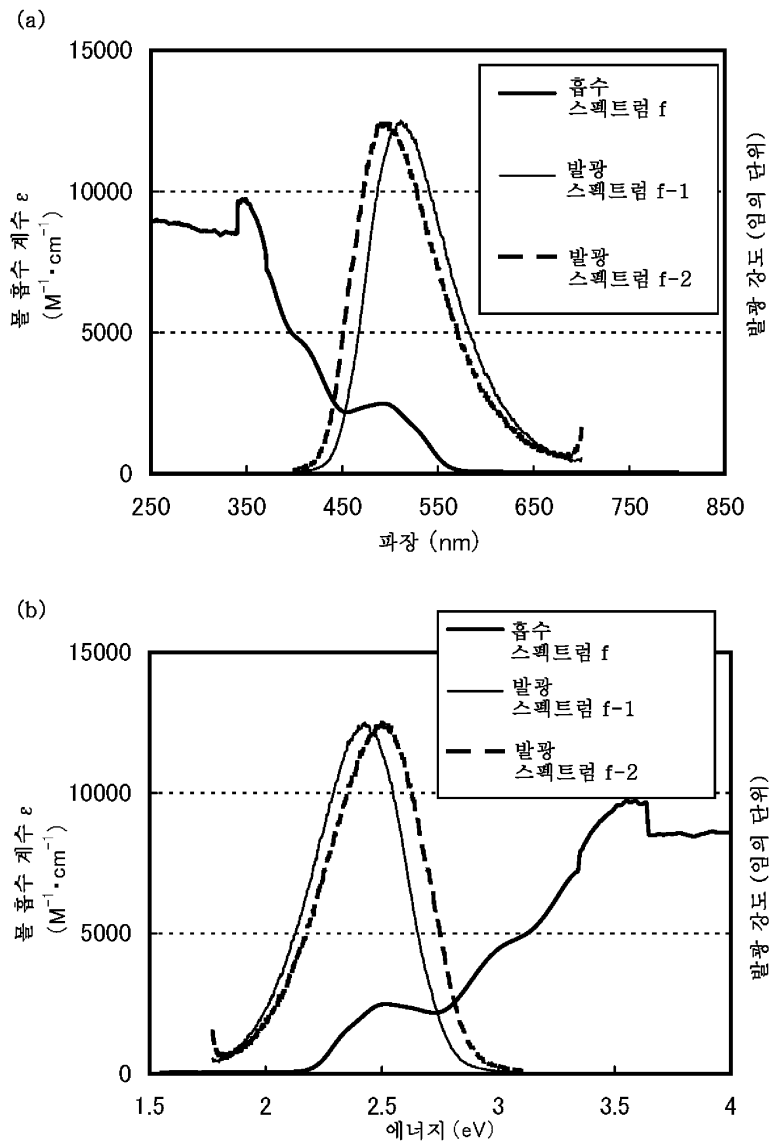 (a)
15000
10000
5000
0
250
350
450
550
650
750
850
파장 (nm)
몰 흡수 계수 ε
(M⁻¹·cm⁻¹)
발광 강도 (임의 단위)
흡수
스펙트럼 f
발광
스펙트럼 f-1
발광
스펙트럼 f-2
(b)
15000
10000
5000
0
1.5
2
2.5
3
3.5
4
에너지 (eV)
몰 흡수 계수 ε
(M⁻¹·cm⁻¹)
발광 강도 (임의 단위)
흡수
스펙트럼 f
발광
스펙트럼 f-1
발광
스펙트럼 f-2